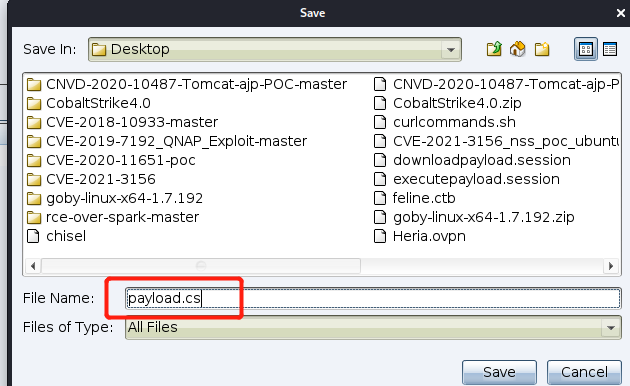 Save
Save In: Desktop
CNVD-2020-10487-Tomcat-ajp-POC-master
CobaltStrike4.0
CVE-2018-10933-master
CVE-2019-7192_QNAP_Exploit-master
CVE-2020-11651-poc
CVE-2021-3156
goby-linux-x64-1.7.192
rce-over-spark-master
chisel
CNVD-2020-10487-Tomcat-ajp-P
CobaltStrike4.0.zip
curlcommands.sh
CVE-2021-3156_nss_poc_ubuntu
downloadpayload.session
executepayload.session
feline.ctb
goby-linux-x64-1.7.192.zip
Heria.ovpn
File Name: payload.cs
Files of Type: All Files
Save Cancel